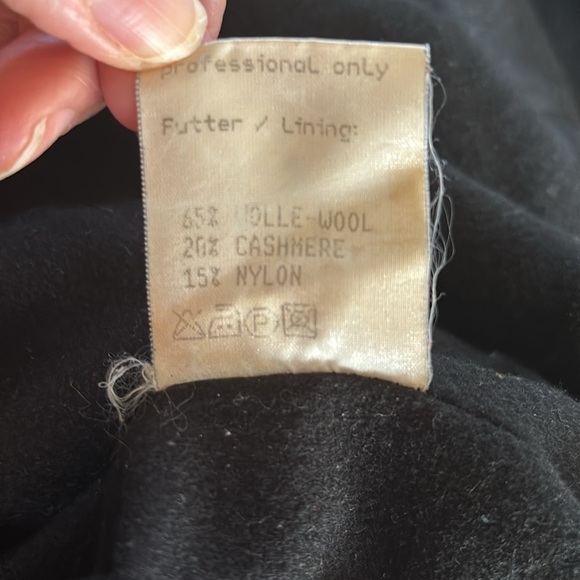 professional only
Futter / Lining:
65% WOLLE-WOOL
20% CASHMERE
15% NYLON
P